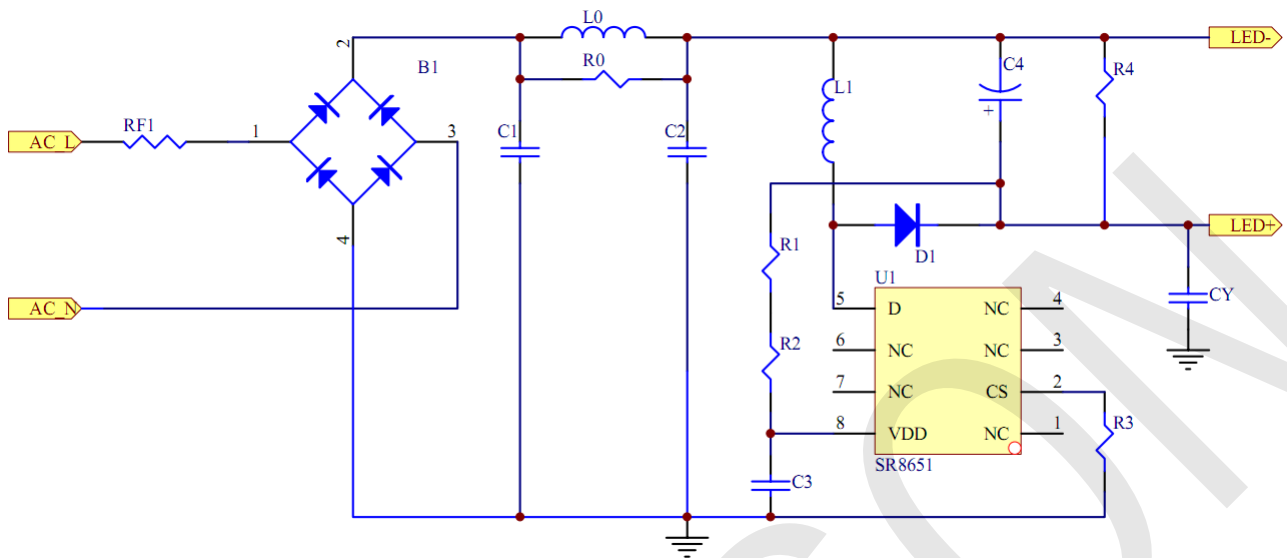 L0
LED-
2
B1
R0
C4
R4
L1
AC_L
RF1
1
3
C1
C2
4
LED+
R1
D1
U1
AC_N
5
D
NC
4
CY
R2
6
NC
NC
3
7
NC
CS
2
R3
8
VDD
NC
1
SR8651
C3